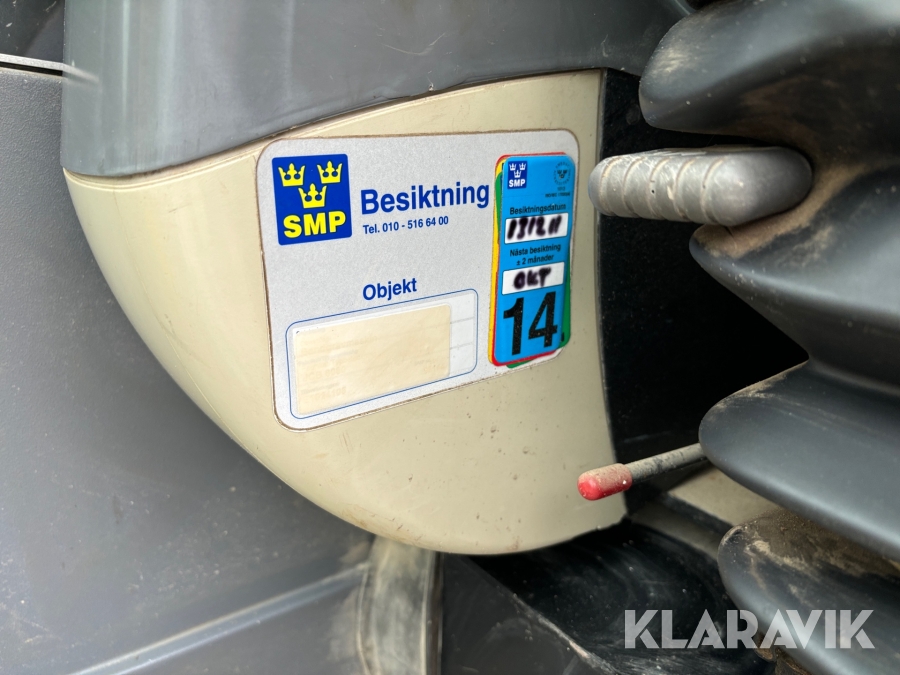 SMP
Besiktning
Tel. 010 - 516 64 00
Objekt
SMP
Besiktningsdatum
Nästa besiktning
± 2 månader
OKT
14
KLARAVIK